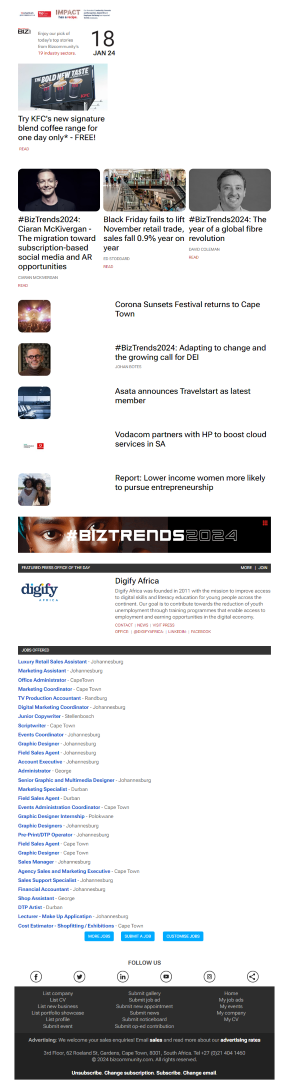 IMPACT
BIZ
Enjoy our pick of
today's top stories
from Bizcommunity's
19 industry sectors.
18
JAN 24
THE BOLD NEW TASTE
KFC
Try KFC's new signature
blend coffee range for
one day only* - FREE!
READ
#BizTrends2024:
Ciaran McKivergan -
The migration toward
subscription-based
social media and AR
opportunities
CIARAN MCKIVERGAN
READ
Black Friday fails to lift
November retail trade,
sales fall 0.9% year on
year
READ
#BizTrends2024: The
year of a global fibre
revolution
DAVID COLEMAN
READ
Corona Sunsets Festival returns to Cape
Town
#BizTrends2024: Adapting to change and
the growing call for DEI
Asata announces Travelstart as latest
member
Vodacom partners with HP to boost cloud
services in SA
Report: Lower income women more likely
to pursue entrepreneurship
#BIZTRENDS2024
FEATURED PRESS OFFICE OF THE DAY
MORE | JOIN
digify
AFRICA
Digify Africa
Digify Africa was founded in 2011 with the mission to improve access
to digital skills and literacy education for young people across the
continent. Our goal is to contribute towards the reduction of youth
unemployment through training programmes that enable access to
employment and earning opportunities in the digital economy.
CONTACT | NEWS | VISIT PRESS
OFFICE | @DIGIFYAFRICA | LINKEDIN | FACEBOOK
JOBS OFFERED
Luxury Retail Sales Assistant - Johannesburg
Marketing Assistant - Johannesburg
Office Administrator - CapeTown
Marketing Coordinator - Cape Town
TV Production Accountant - Randburg
Digital Marketing Coordinator - Johannesburg
Junior Copywriter - Stellenbosch
Scriptwriter - Cape Town
Events Coordinator - Johannesburg
Graphic Designer - Johannesburg
Field Sales Agent - Johannesburg
Account Executive - Johannesburg
Administrator - George
Senior Graphic and Multimedia Designer - Johannesburg
Marketing Specialist - Durban
Field Sales Agent - Durban
Events Administration Coordinator - Cape Town
Graphic Designer Internship - Polokwane
Graphic Designers - Johannesburg
Pre-Print/DTP Operator - Johannesburg
Field Sales Agent - Cape Town
Graphic Designer - Cape Town
Sales Manager - Johannesburg
Agency Sales and Marketing Executive - Cape Town
Sales Support Specialist - Johannesburg
Financial Accountant - Johannesburg
Shop Assistant - George
DTP Artist - Durban
Lecturer - Make Up Application - Johannesburg
Cost Estimator - Shopfitting / Exhibitions - Cape Town
MORE JOBS SUBMIT A JOB CUSTOMISE JOBS
FOLLOW US
List company
List CV
List new business
List portfolio showcase
List profile
Submit event
Submit gallery
Submit job ad
Submit new appointment
Submit news
Submit noticeboard
Submit op-ed contribution
Home
My job ads
My events
My company
My CV
Advertising: We welcome your sales enquiries! Email sales and read more about our advertising rates
3rd Floor, 62 Roeland St, Gardens, Cape Town, 8001, South Africa. Tel +27 (0)21 404 1460
© 2024 bizcommunity.com. All rights reserved.
Unsubscribe. Change subscription. Subscribe. Change email.